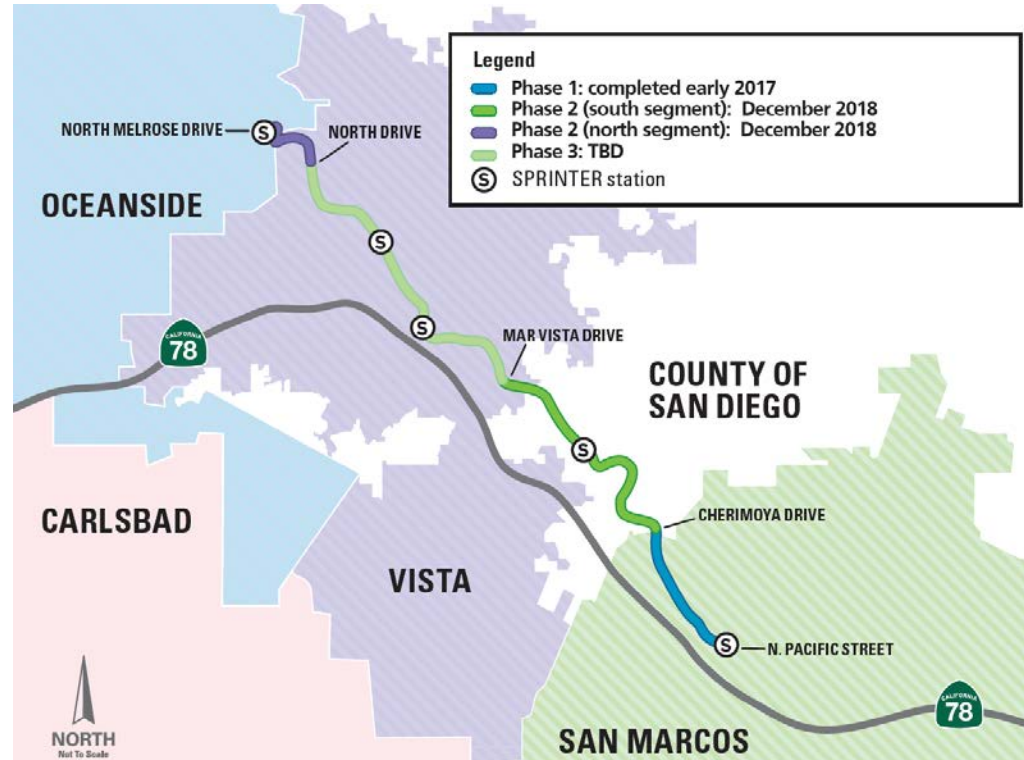 Legend
Phase 1: completed early 2017
Phase 2 (south segment): December 2018
Phase 2 (north segment): December 2018
Phase 3: TBD
S SPRINTER station
NORTH MELROSE DRIVE
S
NORTH DRIVE
OCEANSIDE
S
S
CALIFORNIA
78
MAR VISTA DRIVE
COUNTY OF
SAN DIEGO
S
CARLSBAD
CHERIMOYA DRIVE
VISTA
S
N. PACIFIC STREET
CALIFORNIA
78
NORTH
Not To Scale
SAN MARCOS